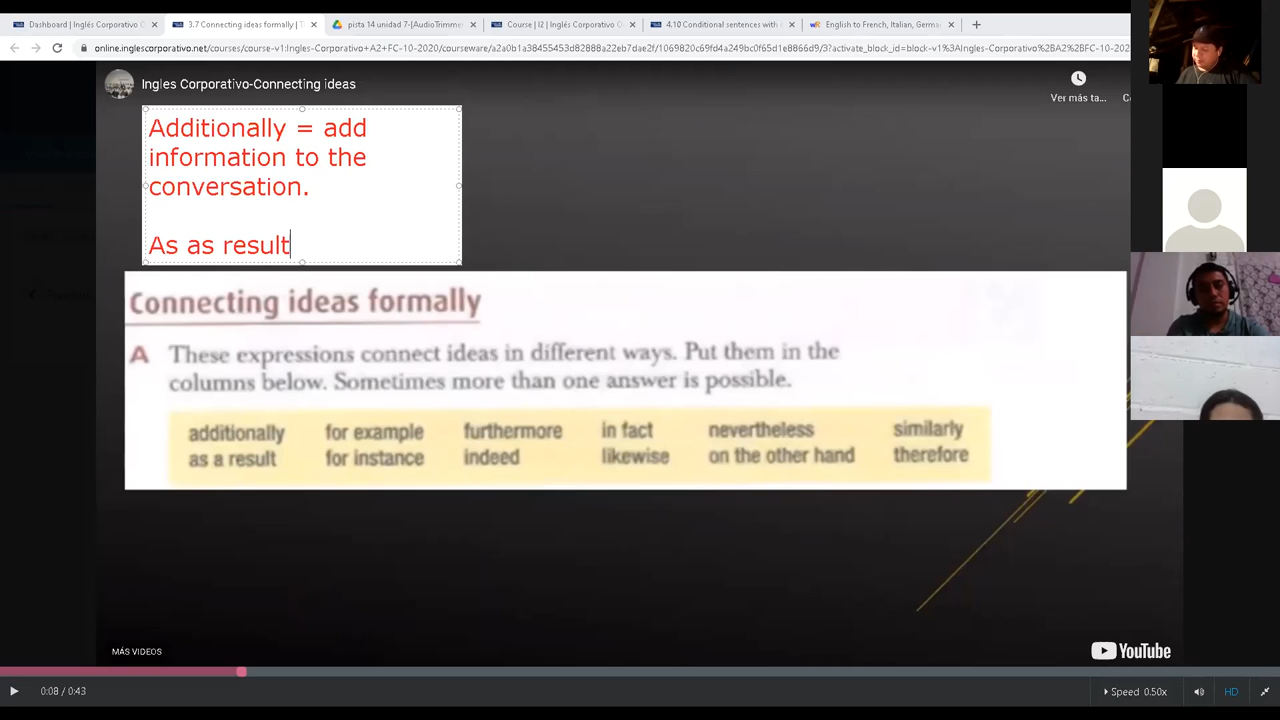 Dashboard | Inglés Corporativo
3.7 Connecting ideas formally | T
pista 14 unidad 7-[AudioTrimmer
Course | I2 | Inglés Corporativo O
4.10 Conditional sentences with
English to French, Italian, German
Ingles Corporativo-Connecting ideas
Ver más ta...
Additionally = add
information to the
conversation.
As as result
Connecting ideas formally
A These expressions connect ideas in different ways. Put them in the
columns below. Sometimes more than one answer is possible.
additionally for example furthermore in fact nevertheless similarly
as a result for instance indeed likewise on the other hand therefore
MÁS VIDEOS
YouTube
0:08 / 0:43
Speed 0.50x
HD